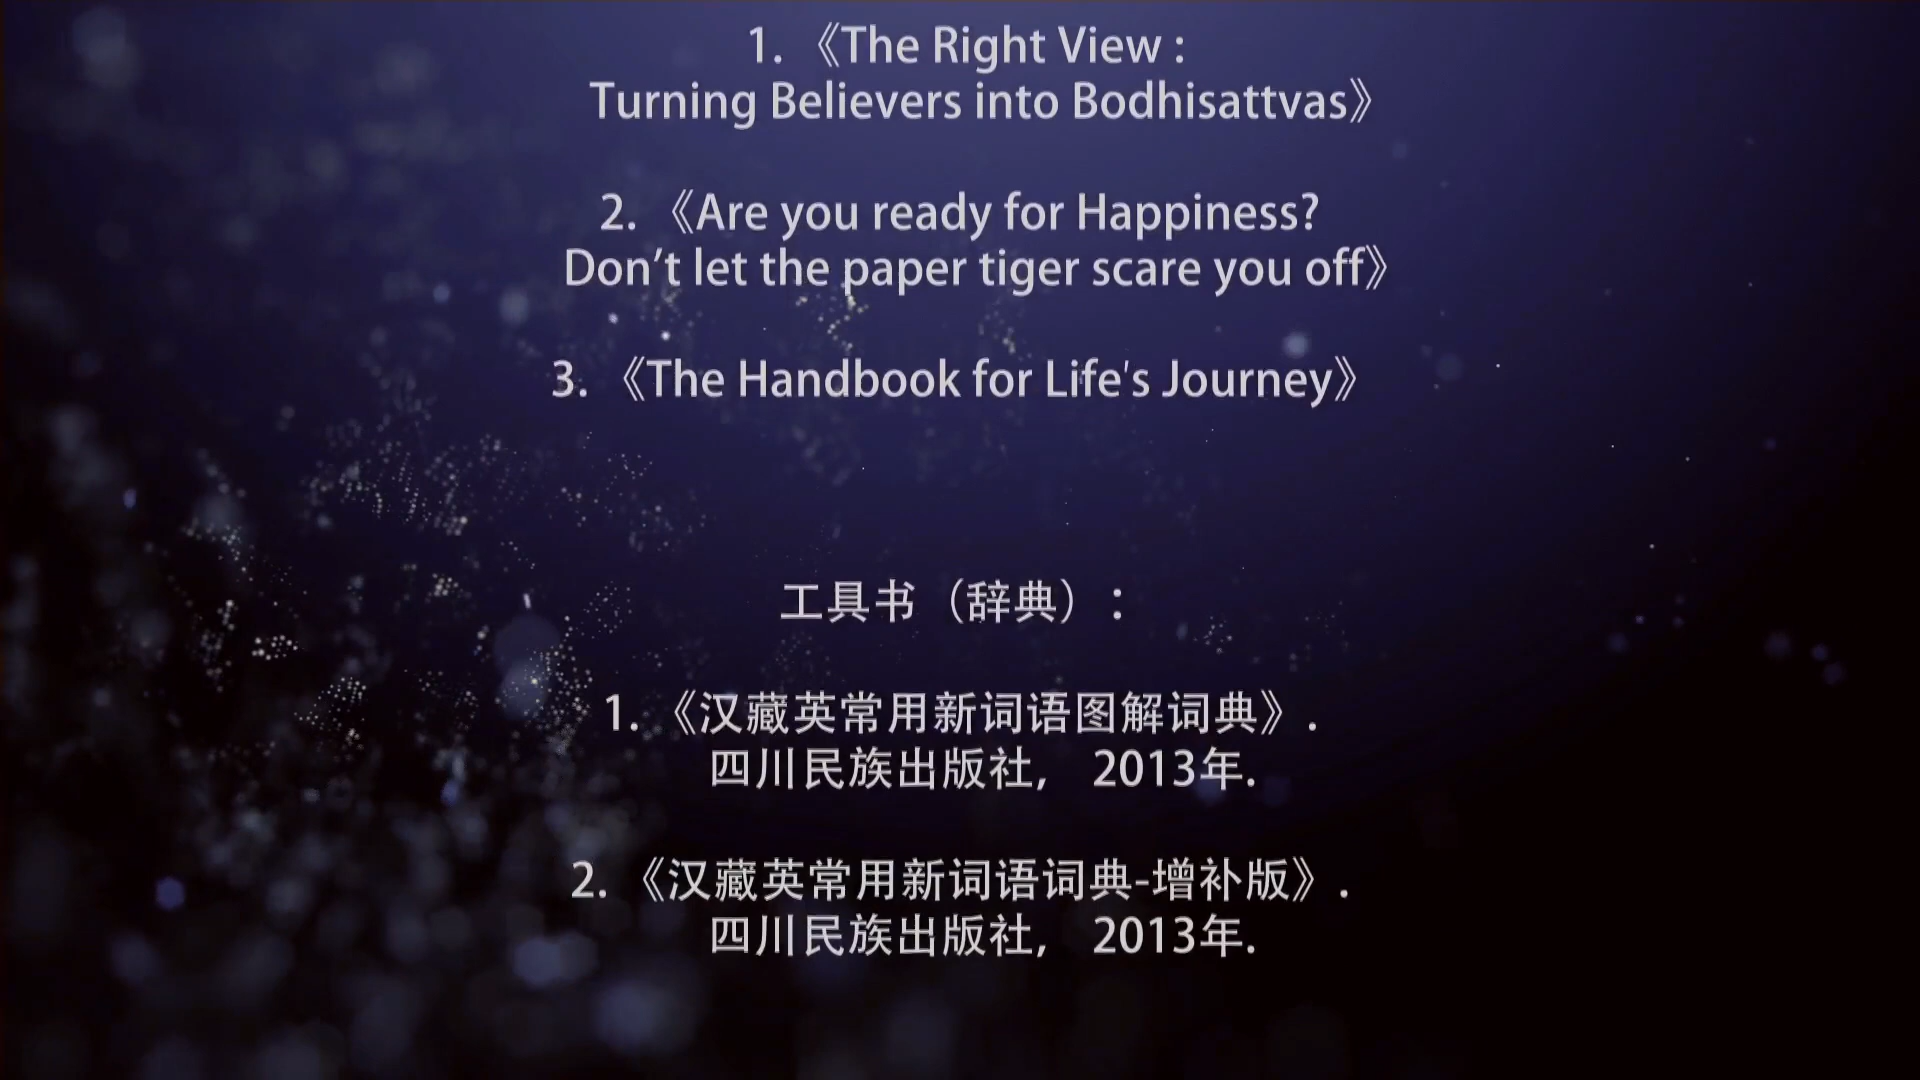 1. 《The Right View :
Turning Believers into Bodhisattvas》
2. 《Are you ready for Happiness?
Don’t let the paper tiger scare you off》
3. 《The Handbook for Life's Journey》
工具书（辞典）：
1. 《汉藏英常用新词语图解词典》.
四川民族出版社, 2013年.
2. 《汉藏英常用新词语词典-增补版》.
四川民族出版社, 2013年.